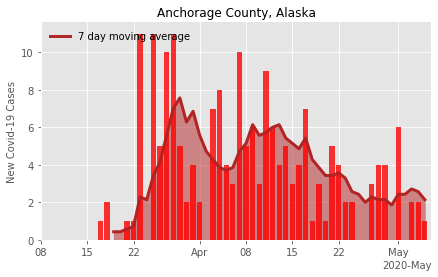 Anchorage County, Alaska
7 day moving average
New Covid-19 Cases
10
8
6
4
2
0
08 15 22 Apr 08 15 22 May
2020-May